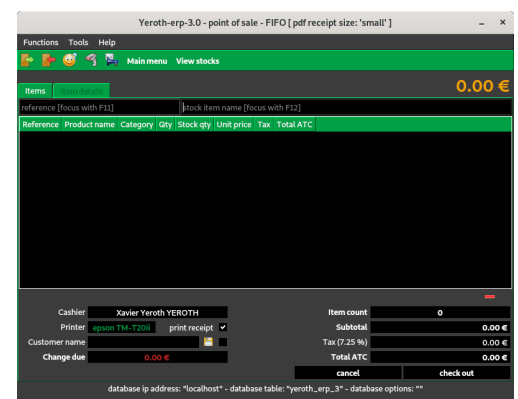 Yeroth-erp-3.0 - point of sale - FIFO [ pdf receipt size: 'small' ]
Functions Tools Help
Main menu View stocks
Items Item details 0.00 €
reference [focus with F11] stock item name [focus with F12]
Reference Product name Category Qty Stock qty Unit price Tax Total ATC
Cashier Xavier Yeroth YEROTH Item count 0
Printer epson TM-T20ii print receipt Subtotal 0.00 €
Customer name Tax (7.25 %) 0.00 €
Change due 0.00 € Total ATC 0.00 €
cancel check out
database ip address: "localhost" - database table: "yeroth_erp_3" - database options: ""